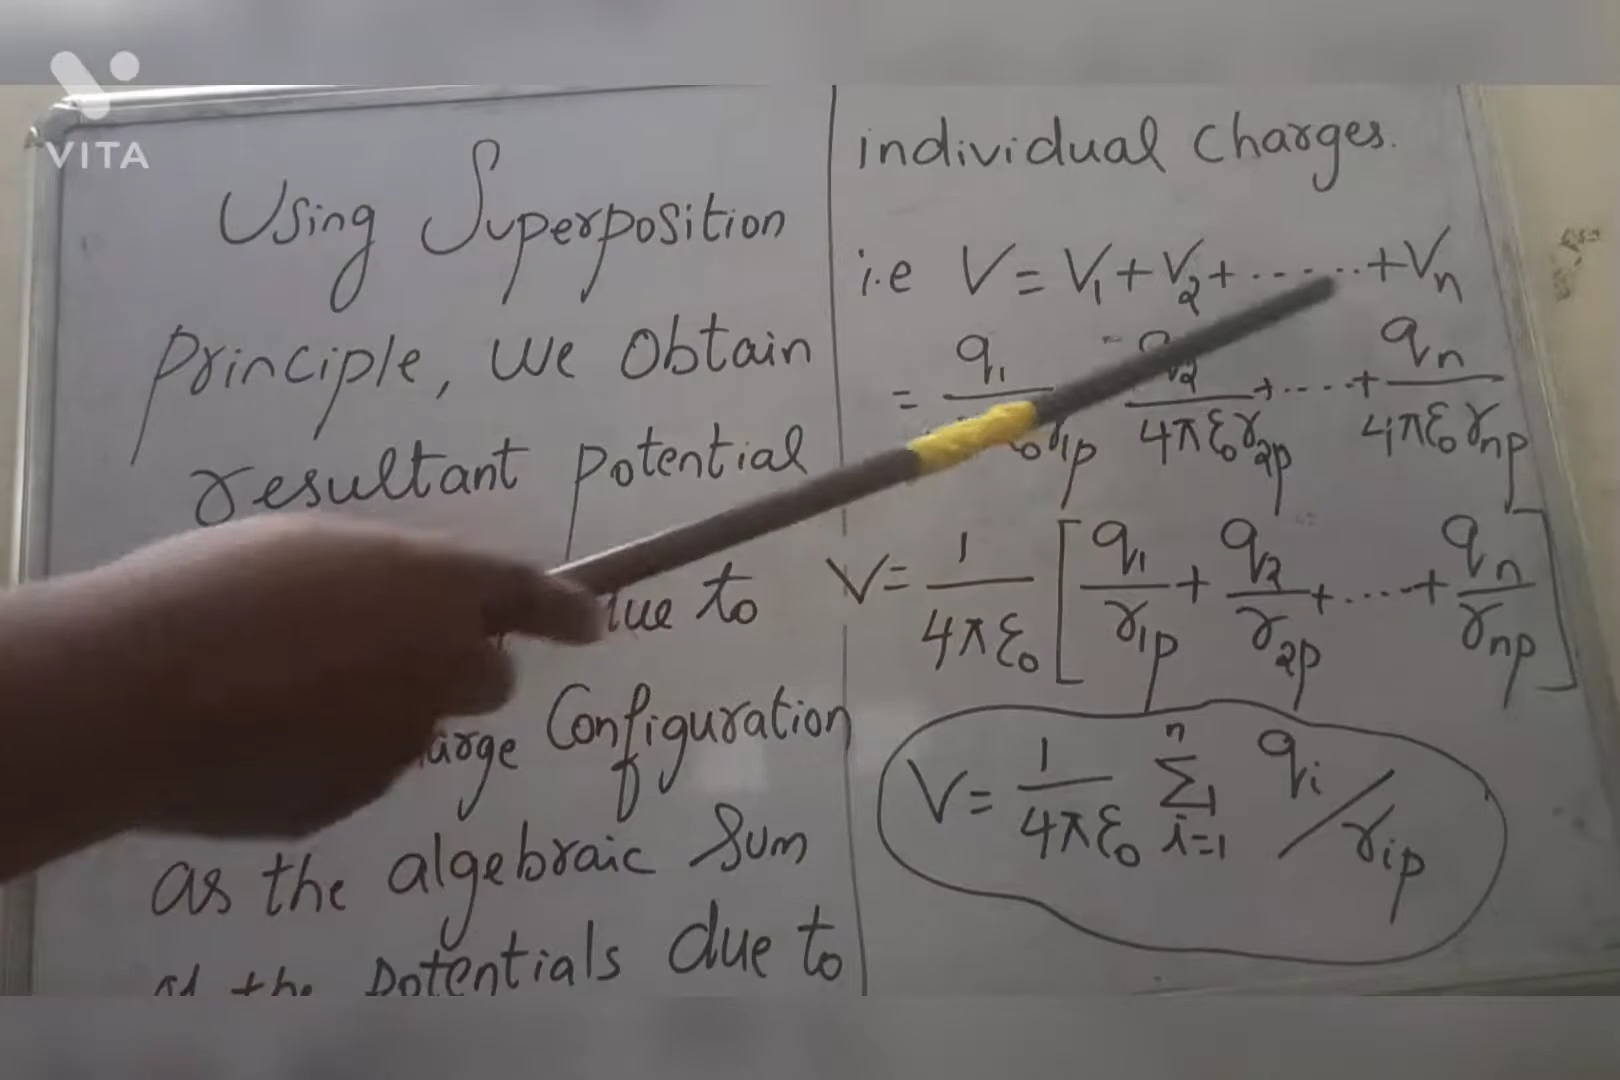 VITA
Using Superposition
principle, we obtain
resultant potential
due to
Configuration
as the algebraic sum
of the potentials due to
individual charges.
i.e V = V₁ + V₂ + ...... + Vn
= q₁ q₂/4πε₀r₂p + .... + qn/4πε₀rnp
V = 1/4πε₀ [q₁/r₁p + q₂/r₂p + .... + qn/rnp]
V = 1/4πε₀ Σ n i=1 qi/rip